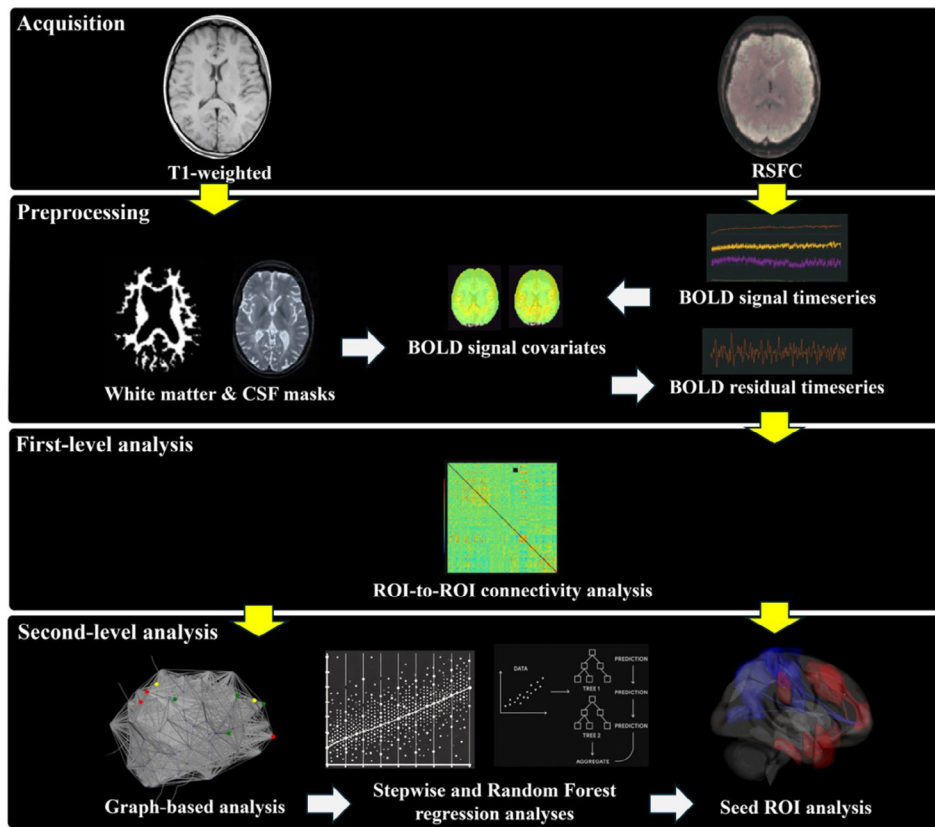 Acquisition
T1-weighted
RSFC
Preprocessing
BOLD signal timeseries
BOLD signal covariates
White matter & CSF masks
BOLD residual timeseries
First-level analysis
ROI-to-ROI connectivity analysis
Second-level analysis
DATA
TREE 1
TREE 2
AGGREGATE
PREDICTION
PREDICTION
PREDICTION
Graph-based analysis
Stepwise and Random Forest
regression analyses
Seed ROI analysis